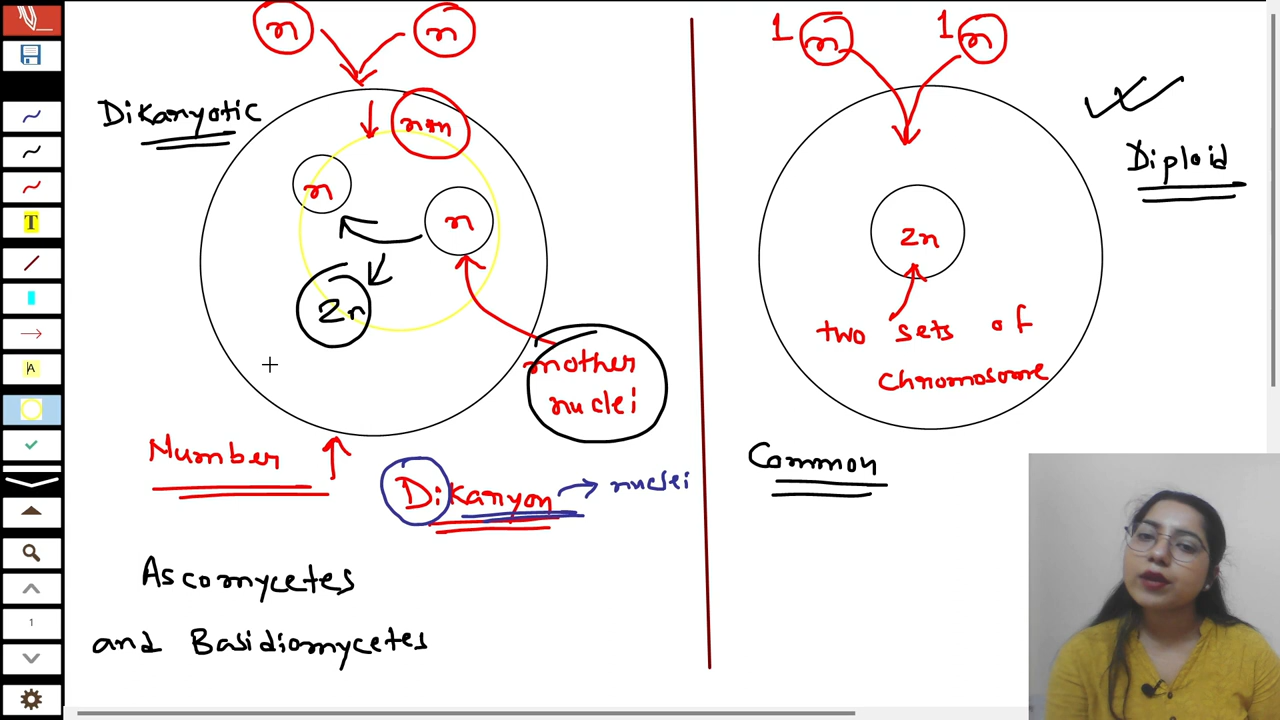 n n
Dikaryotic
n+n
n
n
2n
mother
nuclei
Number
Dikaryon → nuclei
Ascomycetes
and Basidiomycetes
1 n 1 n
Diploid
2n
two sets of
chromosome
Common
T
A
1